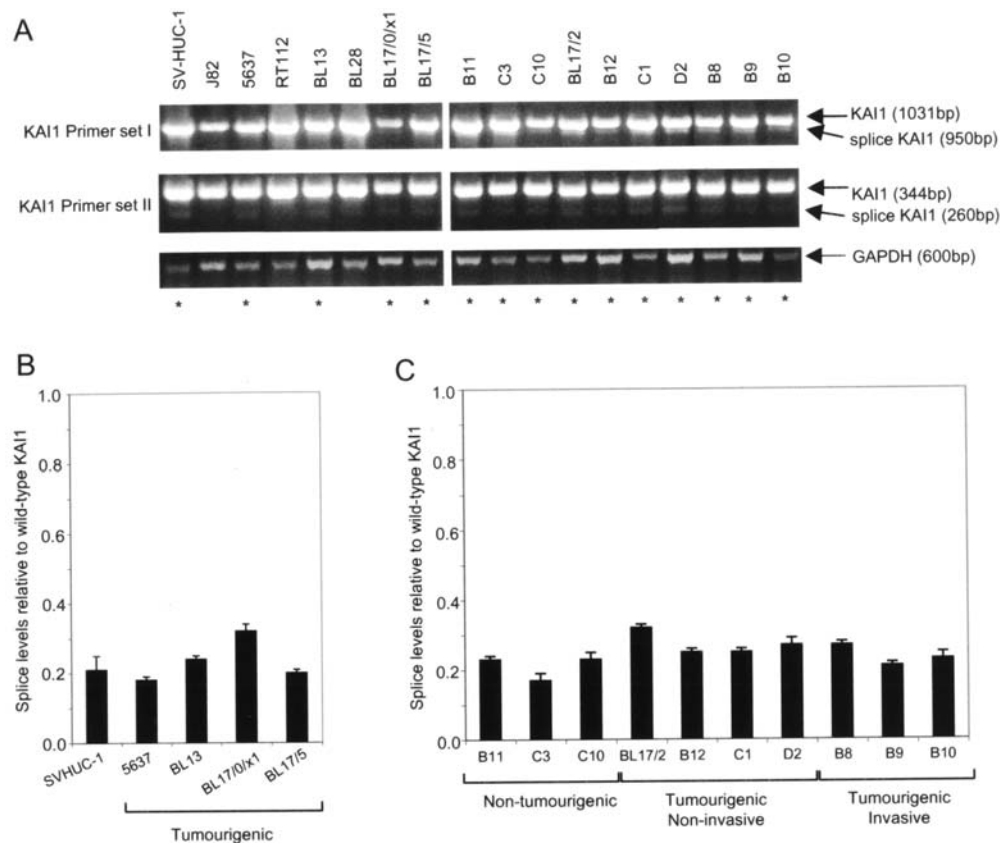 A
SV-HUC-1
J82
5637
RT112
BL13
BL28
BL17/0/x1
BL17/5
B11
C3
C10
BL17/2
B12
C1
D2
B8
B9
B10
KAI1 Primer set I
KAI1 (1031bp)
splice KAI1 (950bp)
KAI1 Primer set II
KAI1 (344bp)
splice KAI1 (260bp)
GAPDH (600bp)
* * * * * * * * * * * * * * *
B
Splice levels relative to wild-type KAI1
1.0
0.8
0.6
0.4
0.2
0.0
SVHUC-1
5637
BL13
BL17/0/x1
BL17/5
Tumourigenic
C
Splice levels relative to wild-type KAI1
1.0
0.8
0.6
0.4
0.2
0.0
B11 C3 C10 BL17/2 B12 C1 D2 B8 B9 B10
Non-tumourigenic
Tumourigenic
Non-invasive
Tumourigenic
Invasive